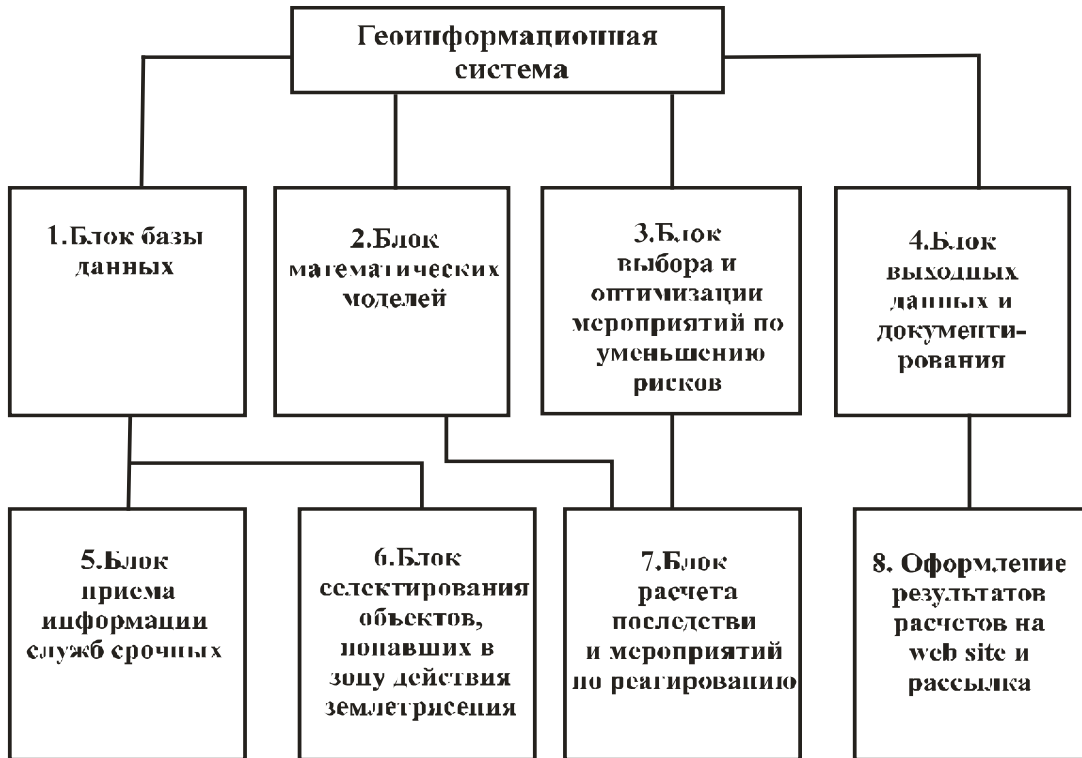 Геоинформационная
система
1.Блок базы
данных
2.Блок
математических
моделей
3.Блок
выбора и
оптимизации
мероприятий по
уменьшению
рисков
4.Блок
выходных
данных и
документи-
рования
5.Блок
приема
информации
служб срочных
6.Блок
селектирования
объектов,
попавших в
зону действия
землетрясения
7.Блок
расчета
последстви
и мероприятий
по реагированию
8. Оформление
результатов
расчетов на
web site и
рассылка